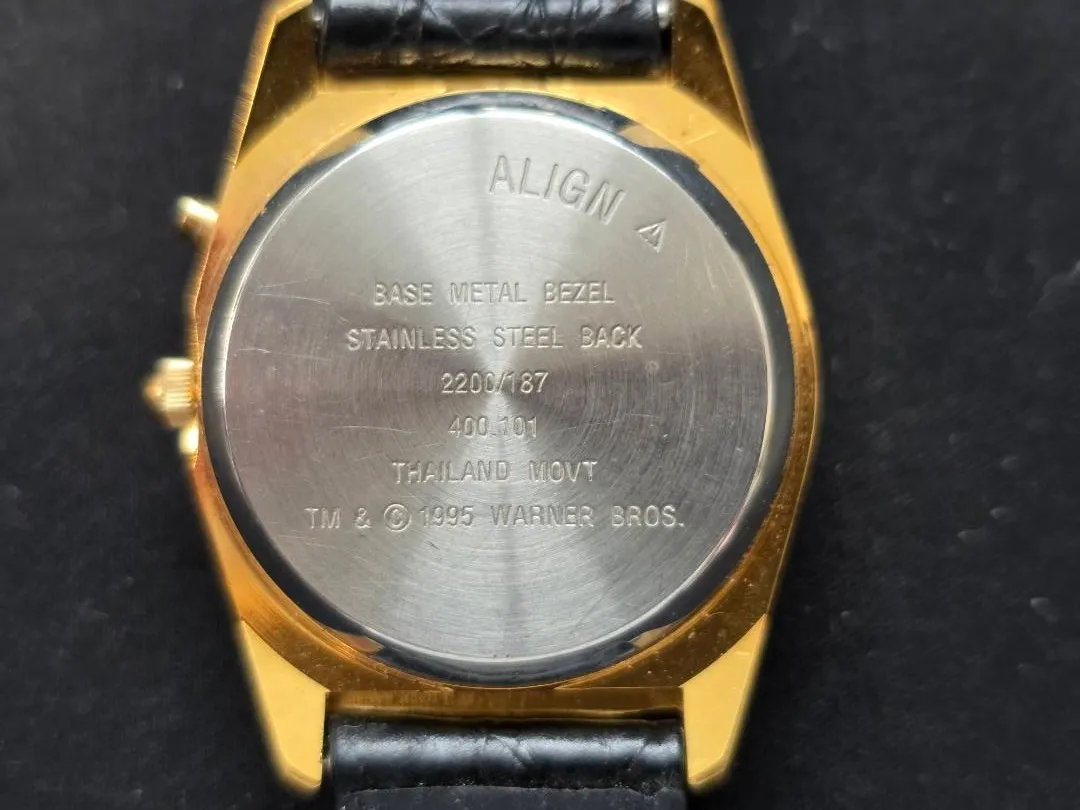 ALIGN
BASE METAL BEZEL
STAINLESS STEEL BACK
2200/187
400.101
THAILAND MOVT
TM & © 1995 WARNER BROS.